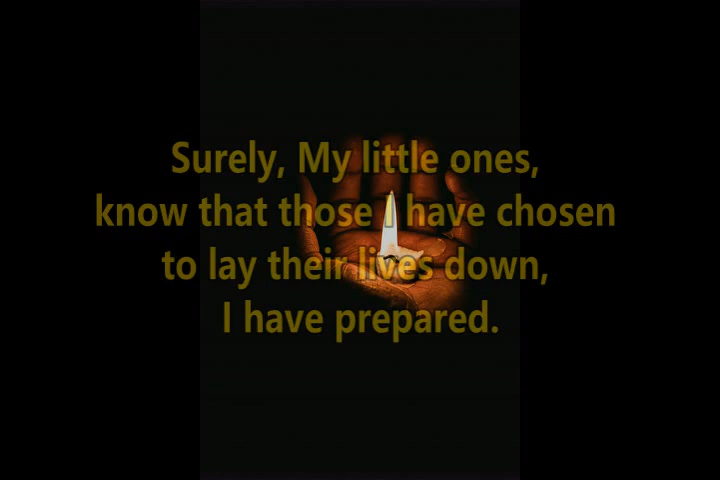 Surely, My little ones,
know that those I have chosen
to lay their lives down,
I have prepared.